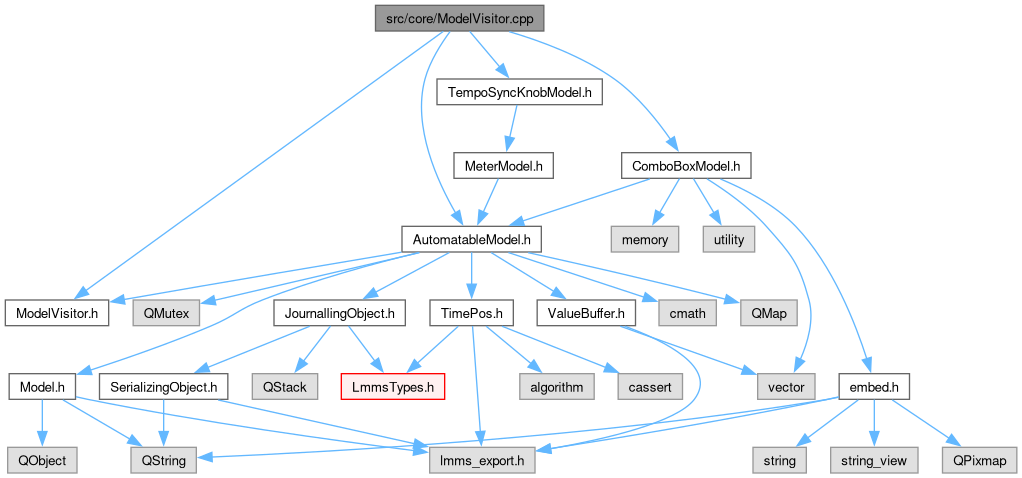 src/core/ModelVisitor.cpp
TempoSyncKnobModel.h
MeterModel.h
ComboBoxModel.h
AutomatableModel.h
memory
utility
ModelVisitor.h
QMutex
JournallingObject.h
TimePos.h
ValueBuffer.h
cmath
QMap
Model.h
SerializingObject.h
QStack
LmmsTypes.h
algorithm
cassert
vector
embed.h
QObject
QString
lmms_export.h
string
string_view
QPixmap